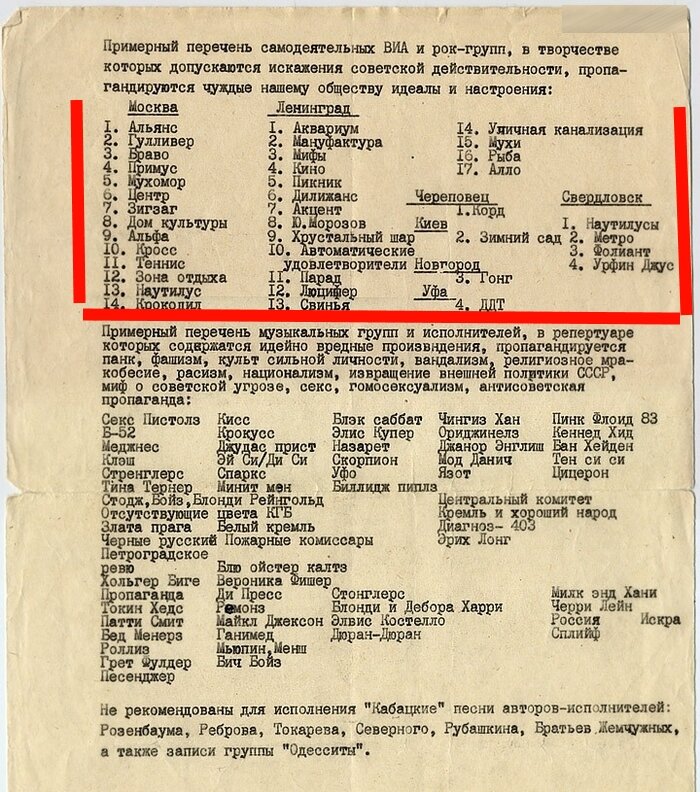 Примерный перечень самодеятельных ВИА и рок-групп, в творчестве
которых допускаются искажения советской действительности, пропа-
гандируются чуждые нашему обществу идеалы и настроения:
Москва
1. Альянс
2. Гулливер
3. Браво
4. Примус
5. Мухомор
6. Центр
7. Зигзаг
8. Дом культуры
9. Альфа
10. Кросс
11. Теннис
12. Зона отдыха
13. Наутилус
14. Крокодил
Ленинград
1. Аквариум
2. Мануфактура
3. Мифы
4. Кино
5. Пикник
6. Дилижанс
7. Акцент
8. Ю.Морозов
9. Хрустальный шар
10. Автоматические
удовлетворители
11. Парад
12. Люцифер
13. Свинья
14. Уличная канализация
15. Мухи
16. Рыба
17. Алло
Череповец
1.Корд
Киев
2. Зимний сад
Новгород
3. Гонг
Уфа
4. ДДТ
Свердловск
1. Наутилусы
2. Метро
3. Фолиант
4. Урфин Джус
Примерный перечень музыкальных групп и исполнителей, в репертуаре
которых содержатся идейно вредные произвндения, пропагандируется
панк, фашизм, культ сильной личности, вандализм, религиозное мра-
кобесие, расизм, национализм, извращение внешней политики СССР,
миф о советской угрозе, секс, гомосексуализм, антисоветская
пропаганда:
Секс Пистолз Кисс Блэк саббат Чингиз Хан Пинк Флоид 83
Б-52 Крокусс Элис Купер Ориджинелз Кеннед Хид
Меджнес Джудас прист Назарет Джанор Энглиш Ван Хейден
Клэш Эй Си/Ди Си Скорпион Мод Данич Тен си си
Стренглерс Спаркс Уфо Язот Цицерон
Тина Тернер Минит мен Биллидж пиплз
Стодж,Бойз,Блонди Рейнгольд Центральный комитет
Отсутствующие цвета КГБ Кремль и хороший народ
Злата прага Белый кремль Диагноз- 403
Черные русский Пожарные комиссары Эрих Лонг
Петроградское
ревю Блю ойстер калтз
Хольгер Биге Вероника Фишер
Пропаганда Ди Пресс Стонглерс Милк энд Хани
Токин Хедс Ремонз Блонди и Дебора Харри Черри Лейн
Патти Смит Майкл Джексон Элвис Костелло Россия Искра
Бед Менерз Ганимед Дюран-Дюран Сплифф
Роллиз Мьюпин,Менш
Грет Фулдер Бич Бойз
Песенджер
Не рекомендованы для исполнения "Кабацкие" песни авторов-исполнителей:
Розенбаума, Реброва, Токарева, Северного, Рубашкина, Братьев Жемчужных,
а также записи группы "Одесситы".